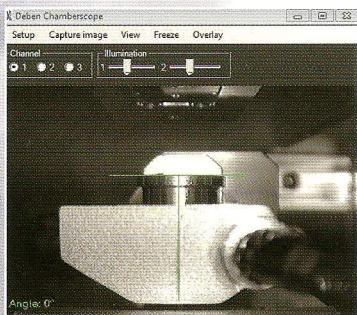 Deben Chamberscope
Setup Capture image View Freeze Overlay
Channel Illumination
1 2 3 1 2
Angle: 0°